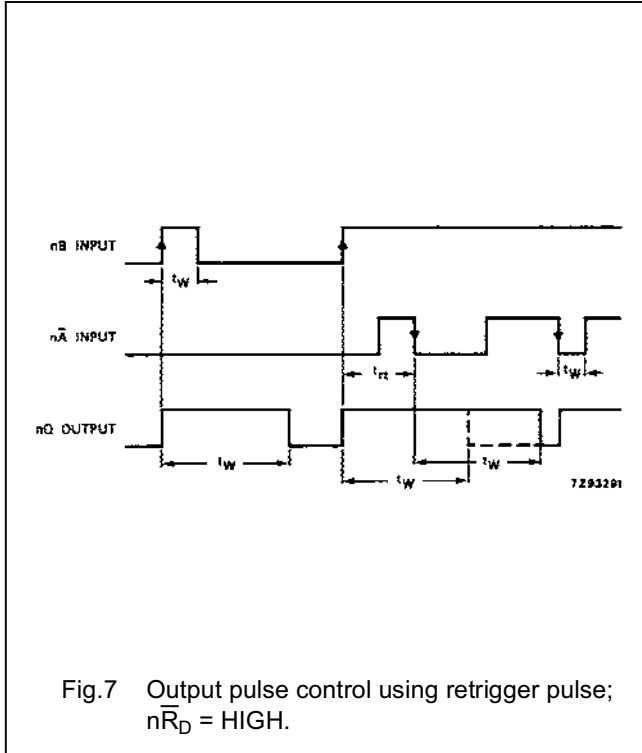 nB INPUT
tW
nA̅ INPUT
trt
tW
nQ OUTPUT
tW
tW
tW
7Z93291
Fig.7 Output pulse control using retrigger pulse;
nR̅D = HIGH.